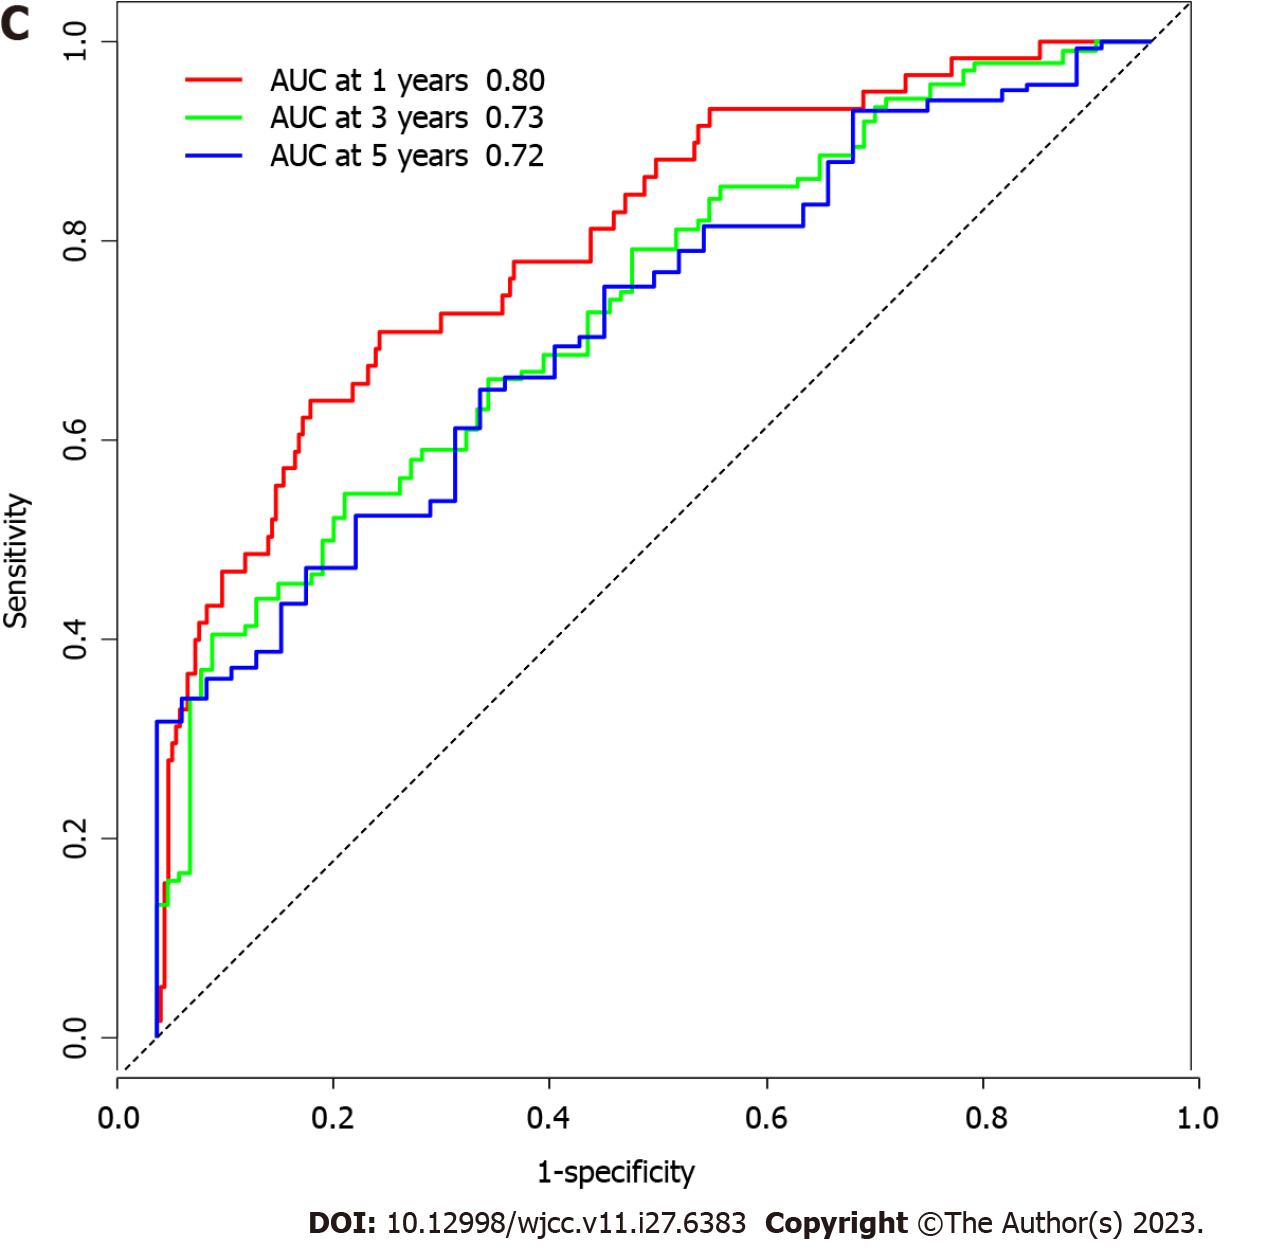 C
AUC at 1 years 0.80
AUC at 3 years 0.73
AUC at 5 years 0.72
1.0
0.8
0.6
0.4
0.2
0.0
Sensitivity
0.0 0.2 0.4 0.6 0.8 1.0
1-specificity
DOI: 10.12998/wjcc.v11.i27.6383 Copyright ©The Author(s) 2023.